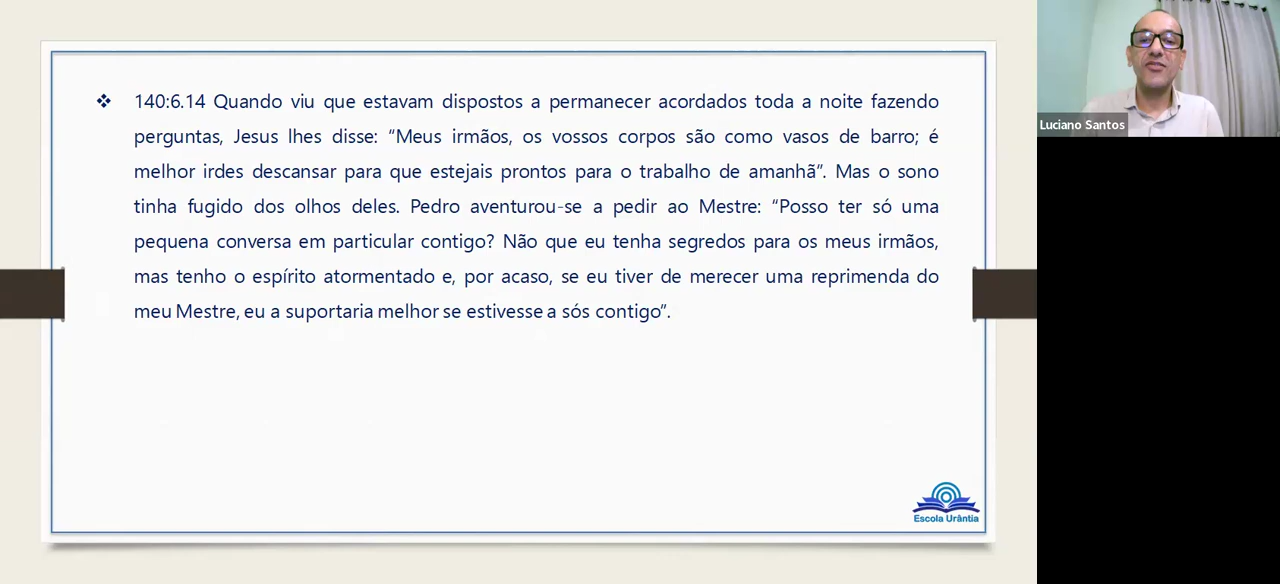 ❖ 140:6.14 Quando viu que estavam dispostos a permanecer acordados toda a noite fazendo
perguntas, Jesus lhes disse: “Meus irmãos, os vossos corpos são como vasos de barro; é
melhor irdes descansar para que estejais prontos para o trabalho de amanhã”. Mas o sono
tinha fugido dos olhos deles. Pedro aventurou-se a pedir ao Mestre: “Posso ter só uma
pequena conversa em particular contigo? Não que eu tenha segredos para os meus irmãos,
mas tenho o espírito atormentado e, por acaso, se eu tiver de merecer uma reprimenda do
meu Mestre, eu a suportaria melhor se estivesse a sós contigo”.
Escola Urântia
Luciano Santos